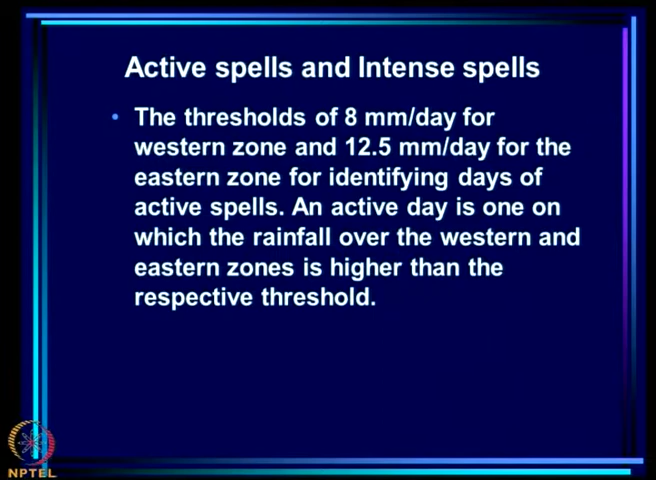 Active spells and Intense spells
• The thresholds of 8 mm/day for
western zone and 12.5 mm/day for the
eastern zone for identifying days of
active spells. An active day is one on
which the rainfall over the western and
eastern zones is higher than the
respective threshold.
NPTEL